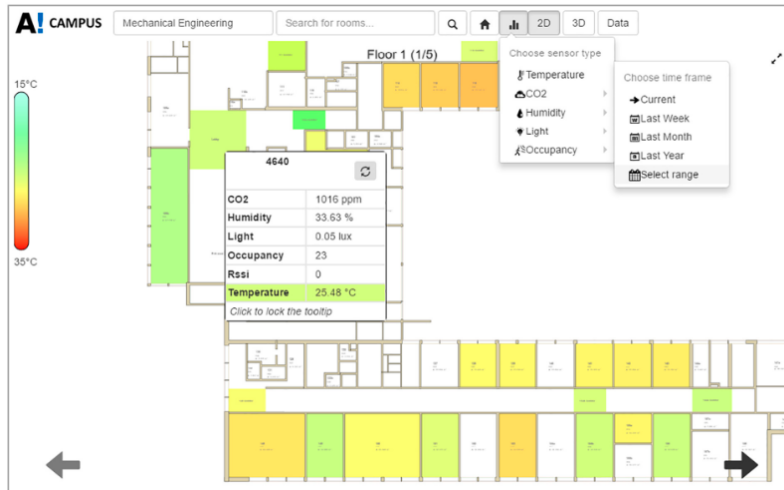 A! CAMPUS
Mechanical Engineering
Search for rooms...
2D
3D
Data
Floor 1 (1/5)
Choose sensor type
Temperature
CO2
Humidity
Light
Occupancy
Choose time frame
Current
Last Week
Last Month
Last Year
Select range
15°C
35°C
4640
CO2 1016 ppm
Humidity 33.63 %
Light 0.05 lux
Occupancy 23
Rssi 0
Temperature 25.48 °C
Click to lock the tooltip